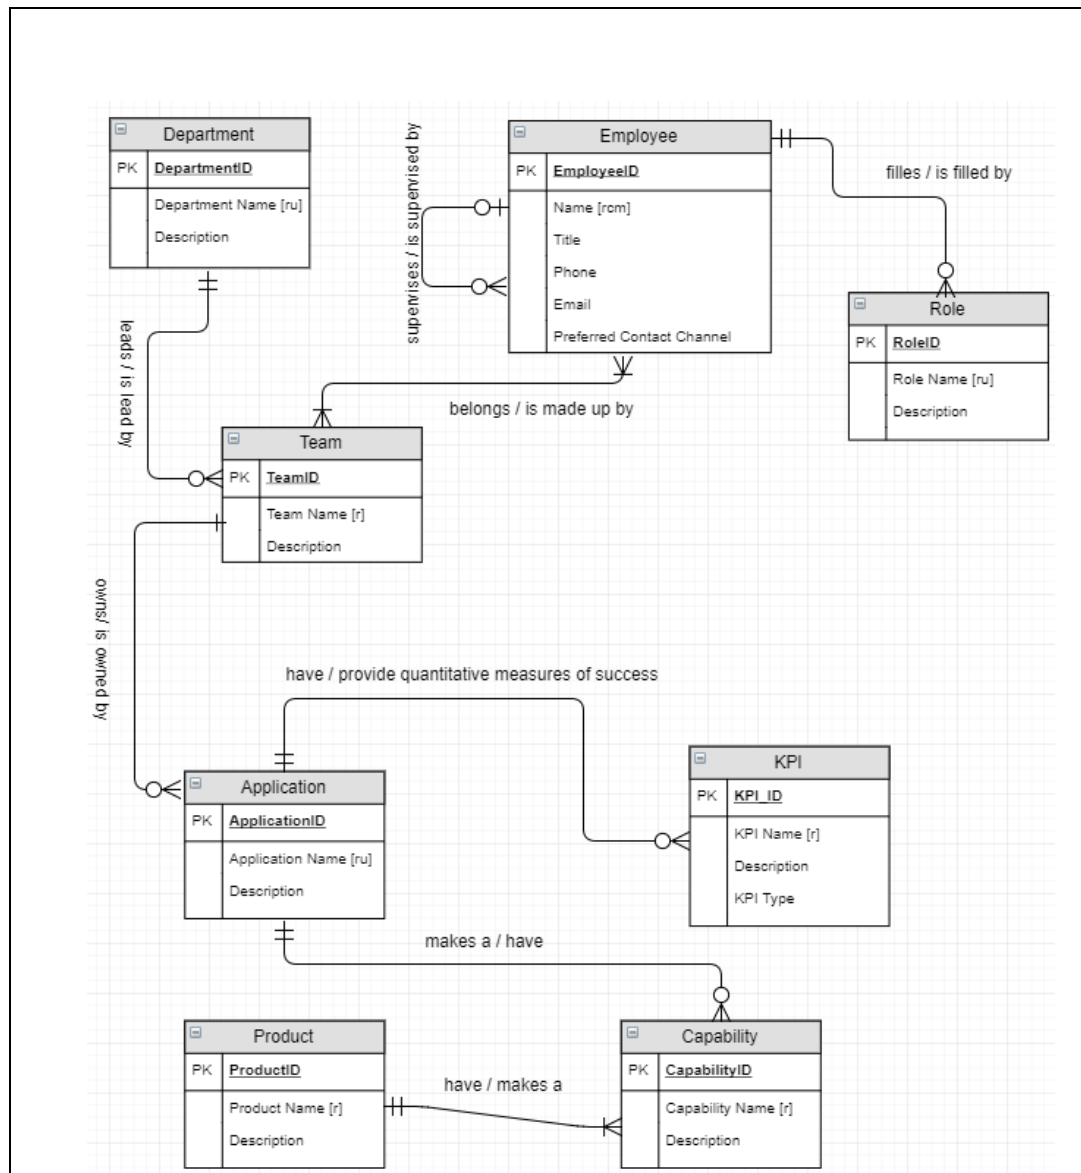 Department
PK DepartmentID
Department Name [ru]
Description
leads / is lead by
Employee
PK EmployeeID
Name [rcm]
Title
Phone
Email
Preferred Contact Channel
supervises / is supervised by
filles / is filled by
Role
PK RoleID
Role Name [ru]
Description
belongs / is made up by
Team
PK TeamID
Team Name [r]
Description
owns/ is owned by
have / provide quantitative measures of success
Application
PK ApplicationID
Application Name [ru]
Description
KPI
PK KPI_ID
KPI Name [r]
Description
KPI Type
makes a / have
Product
PK ProductID
Product Name [r]
Description
have / makes a
Capability
PK CapabilityID
Capability Name [r]
Description